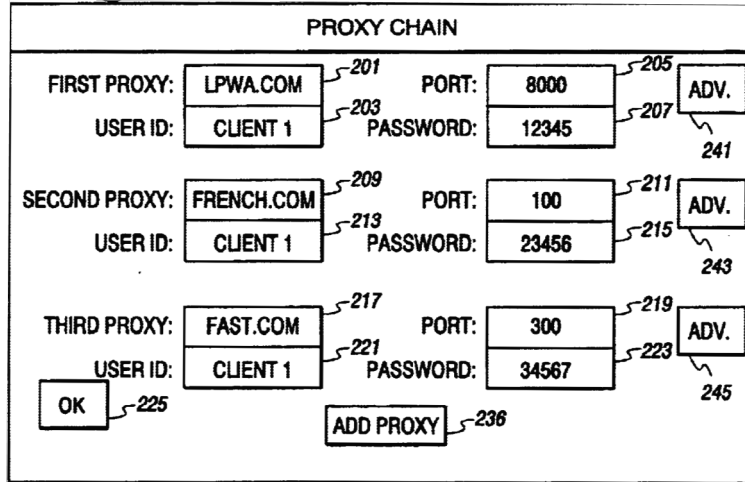 PROXY CHAIN
FIRST PROXY: LPWA.COM 201 PORT: 8000 205 ADV.
USER ID: CLIENT 1 203 PASSWORD: 12345 207 241
SECOND PROXY: FRENCH.COM 209 PORT: 100 211 ADV.
USER ID: CLIENT 1 213 PASSWORD: 23456 215 243
THIRD PROXY: FAST.COM 217 PORT: 300 219 ADV.
USER ID: CLIENT 1 221 PASSWORD: 34567 223 245
OK 225 ADD PROXY 236